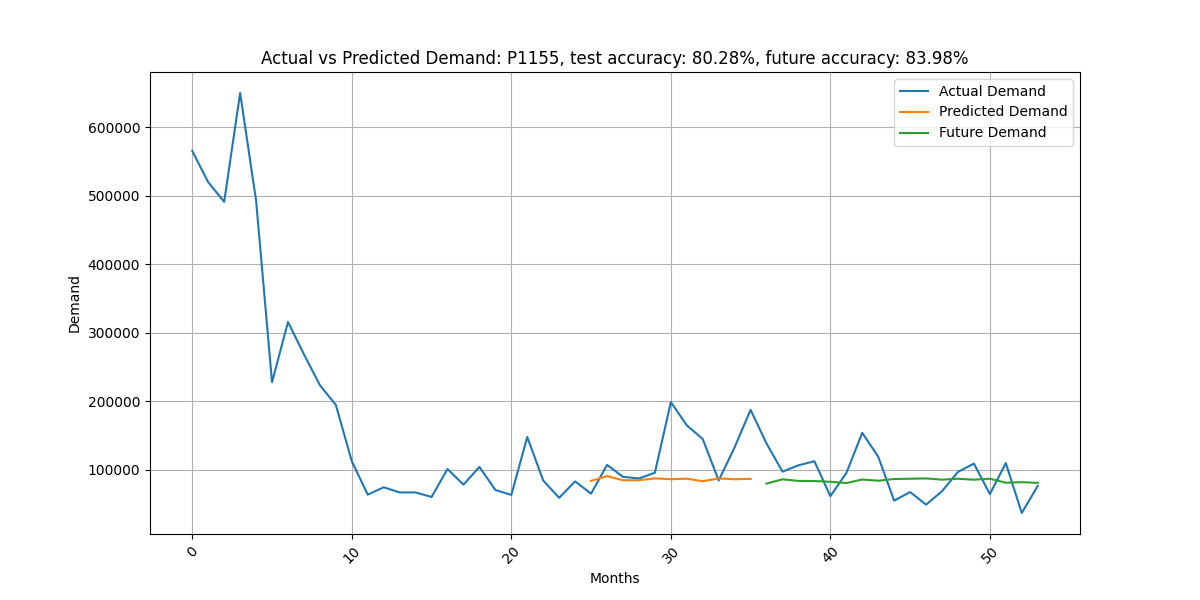 Actual vs Predicted Demand: P1155, test accuracy: 80.28%, future accuracy: 83.98%
Actual Demand
Predicted Demand
Future Demand
600000
500000
400000
300000
200000
100000
Demand
0
10
20
30
40
50
Months